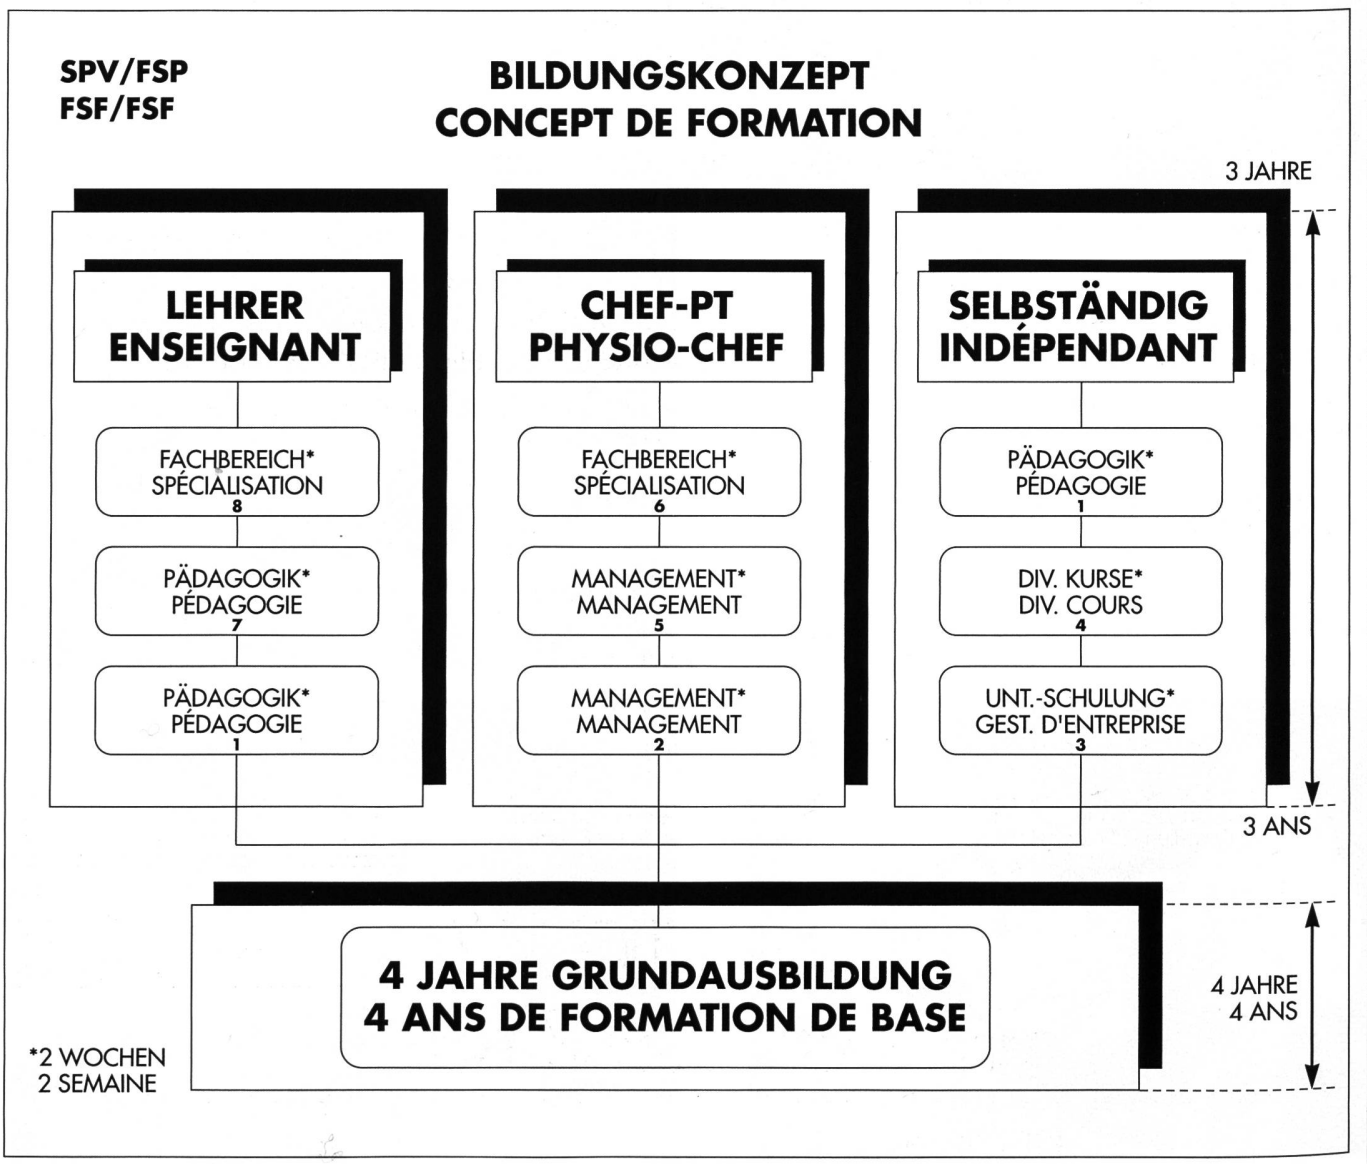 SPV/FSP
FSF/FSF
BILDUNGSKONZEPT
CONCEPT DE FORMATION
3 JAHRE
LEHRER
ENSEIGNANT
FACHBEREICH*
SPÉCIALISATION
8
PÄDAGOGIK*
PÉDAGOGIE
7
PÄDAGOGIK*
PÉDAGOGIE
1
CHEF-PT
PHYSIO-CHEF
FACHBEREICH*
SPÉCIALISATION
6
MANAGEMENT*
MANAGEMENT
5
MANAGEMENT*
MANAGEMENT
2
SELBSTÄNDIG
INDÉPENDANT
PÄDAGOGIK*
PÉDAGOGIE
1
DIV. KURSE*
DIV. COURS
4
UNT.-SCHULUNG*
GEST. D'ENTREPRISE
3
3 ANS
4 JAHRE GRUNDAUSBILDUNG
4 ANS DE FORMATION DE BASE
4 JAHRE
4 ANS
*2 WOCHEN
2 SEMAINE